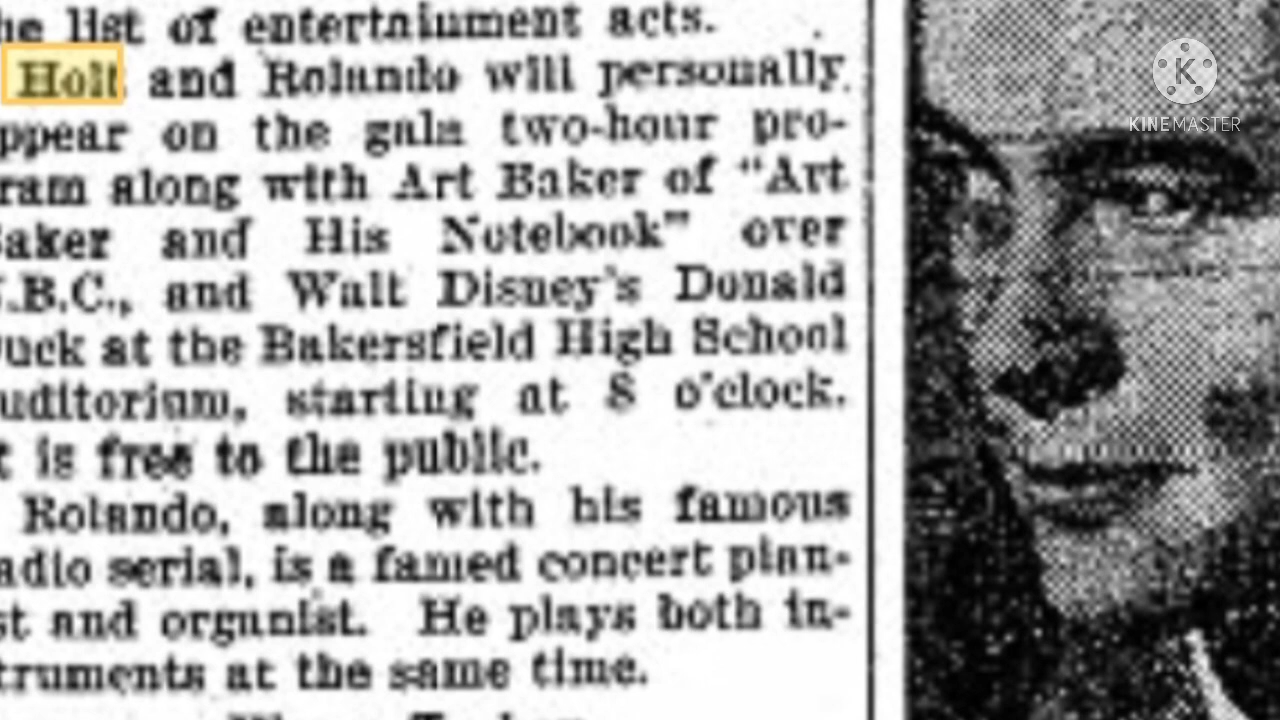 he list of entertainment acts.
Holt and Rolando will personally
ppear on the gala two-hour pro-
ram along with Art Baker of "Art
aker and His Notebook" over
.B.C., and Walt Disney's Donald
uck at the Bakersfield High School
uditorium, starting at 8 o'clock.
t is free to the public.
Rolando, along with his famous
adio serial, is a famed concert pian-
st and organist. He plays both in-
truments at the same time.
KINEMASTER